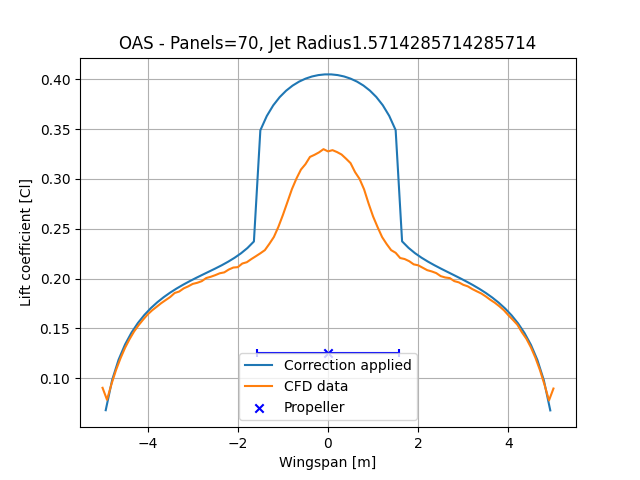 OAS - Panels=70, Jet Radius1.5714285714285714
0.40
0.35
0.30
0.25
0.20
0.15
0.10
Lift coefficient [Cl]
−4
−2
0
2
4
Wingspan [m]
Correction applied
CFD data
Propeller